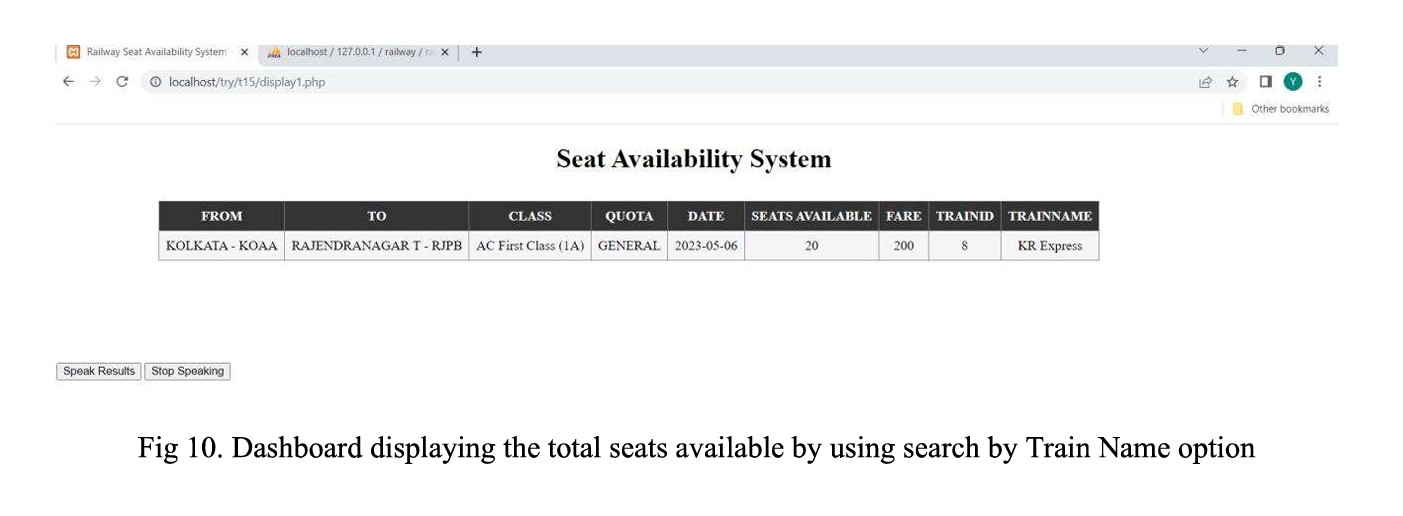 Railway Seat Availability System
localhost / 127.0.0.1 / railway /
localhost/try/t15/display1.php
Y
Other bookmarks
Seat Availability System
FROM TO CLASS QUOTA DATE SEATS AVAILABLE FARE TRAINID TRAINNAME
KOLKATA - KOAA RAJENDRANAGAR T - RJPB AC First Class (1A) GENERAL 2023-05-06 20 200 8 KR Express
Speak Results Stop Speaking
Fig 10. Dashboard displaying the total seats available by using search by Train Name option